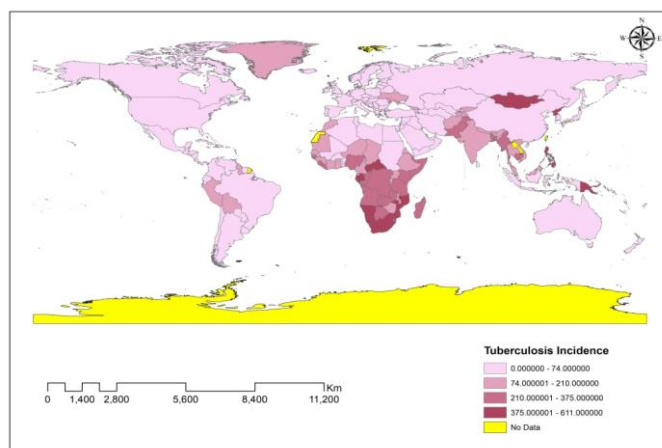 N
W E
S
Tuberculosis Incidence
0.000000 - 74.000000
74.000001 - 210.000000
210.000001 - 375.000000
375.000001 - 611.000000
No Data
Km
0 1,400 2,800 5,600 8,400 11,200